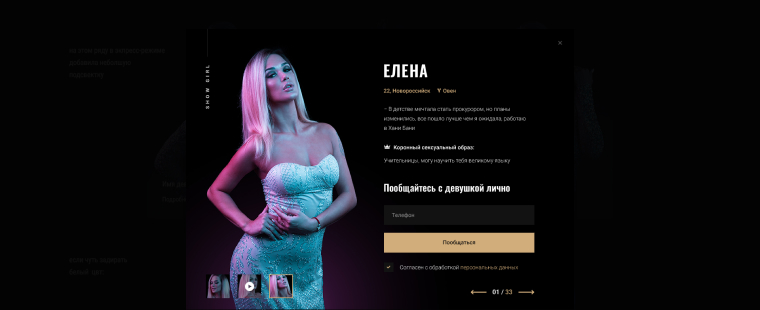 SHOW GIRL
ЕЛЕНА
22, Новороссийск Овен
– В детстве мечтала стать прокурором, но планы
изменились, все пошло лучше чем я ожидала, работаю
в Хани Бани
Коронный сексуальный образ:
Учительницы, могу научить тебя великому языку
Пообщайтесь с девушкой лично
Телефон
Пообщаться
Согласен с обработкой персональных данных
01 / 33